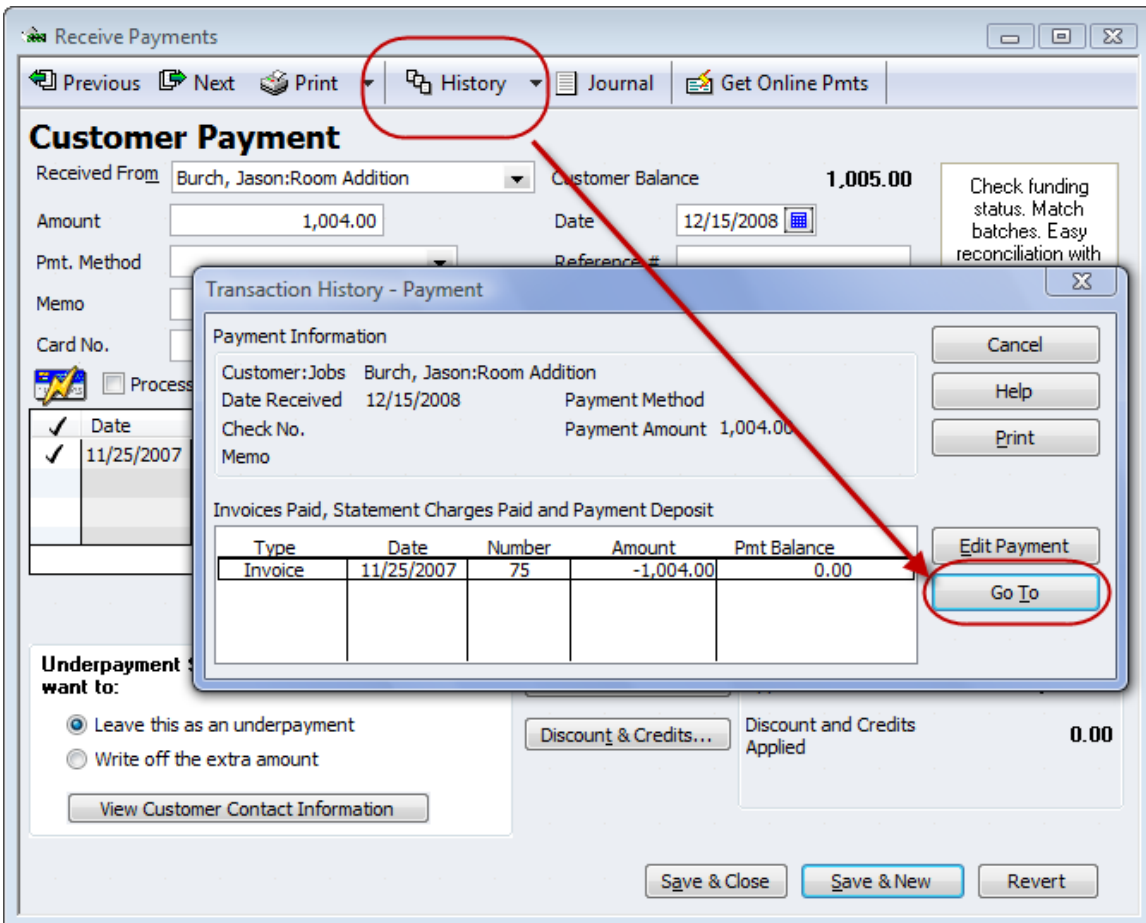 Receive Payments
Previous Next Print History Journal Get Online Pmts
Customer Payment
Received From Burch, Jason:Room Addition Customer Balance 1,005.00
Amount 1,004.00 Date 12/15/2008
Pmt. Method Reference #
Memo
Card No.
Process
Check funding
status. Match
batches. Easy
reconciliation with
✓ Date
✓ 11/25/2007
Transaction History - Payment
Payment Information
Customer:Jobs Burch, Jason:Room Addition
Date Received 12/15/2008 Payment Method
Check No. Payment Amount 1,004.00
Memo
Cancel
Help
Print
Invoices Paid, Statement Charges Paid and Payment Deposit
Type Date Number Amount Pmt Balance
Invoice 11/25/2007 75 -1,004.00 0.00
Edit Payment
Go To
Underpayment
want to:
Leave this as an underpayment
Write off the extra amount
View Customer Contact Information
Discount & Credits...
Discount and Credits
Applied
0.00
Save & Close Save & New Revert